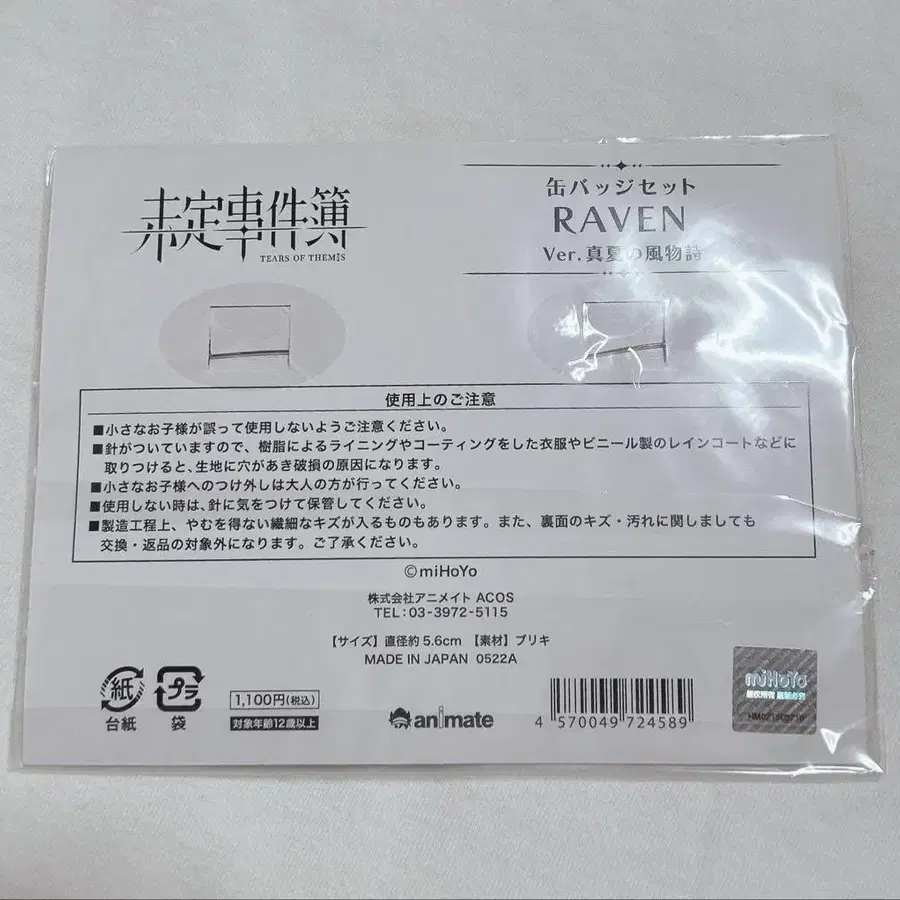 未定事件簿
TEARS OF THEMIS
缶バッジセット
RAVEN
Ver.真夏の風物詩
使用上のご注意
■小さなお子様が誤って使用しないようご注意ください。
■針がついていますので、樹脂によるライニングやコーティングをした衣服やビニール製のレインコートなどに
取りつけると、生地に穴があき破損の原因になります。
■小さなお子様へのつけ外しは大人の方が行ってください。
■使用しない時は、針に気をつけて保管してください。
■製造工程上、やむを得ない繊細なキズが入るものもあります。また、裏面のキズ・汚れに関しましても
交換・返品の対象外になります。ご了承ください。
©miHoYo
株式会社アニメイト ACOS
TEL:03-3972-5115
【サイズ】直径約5.6cm 【素材】ブリキ
MADE IN JAPAN 0522A
紙
台紙
プラ
袋
1,100円(税込)
対象年齢12歳以上
animate
4 570049 724589
miHoYo
版权所有 盗版必究